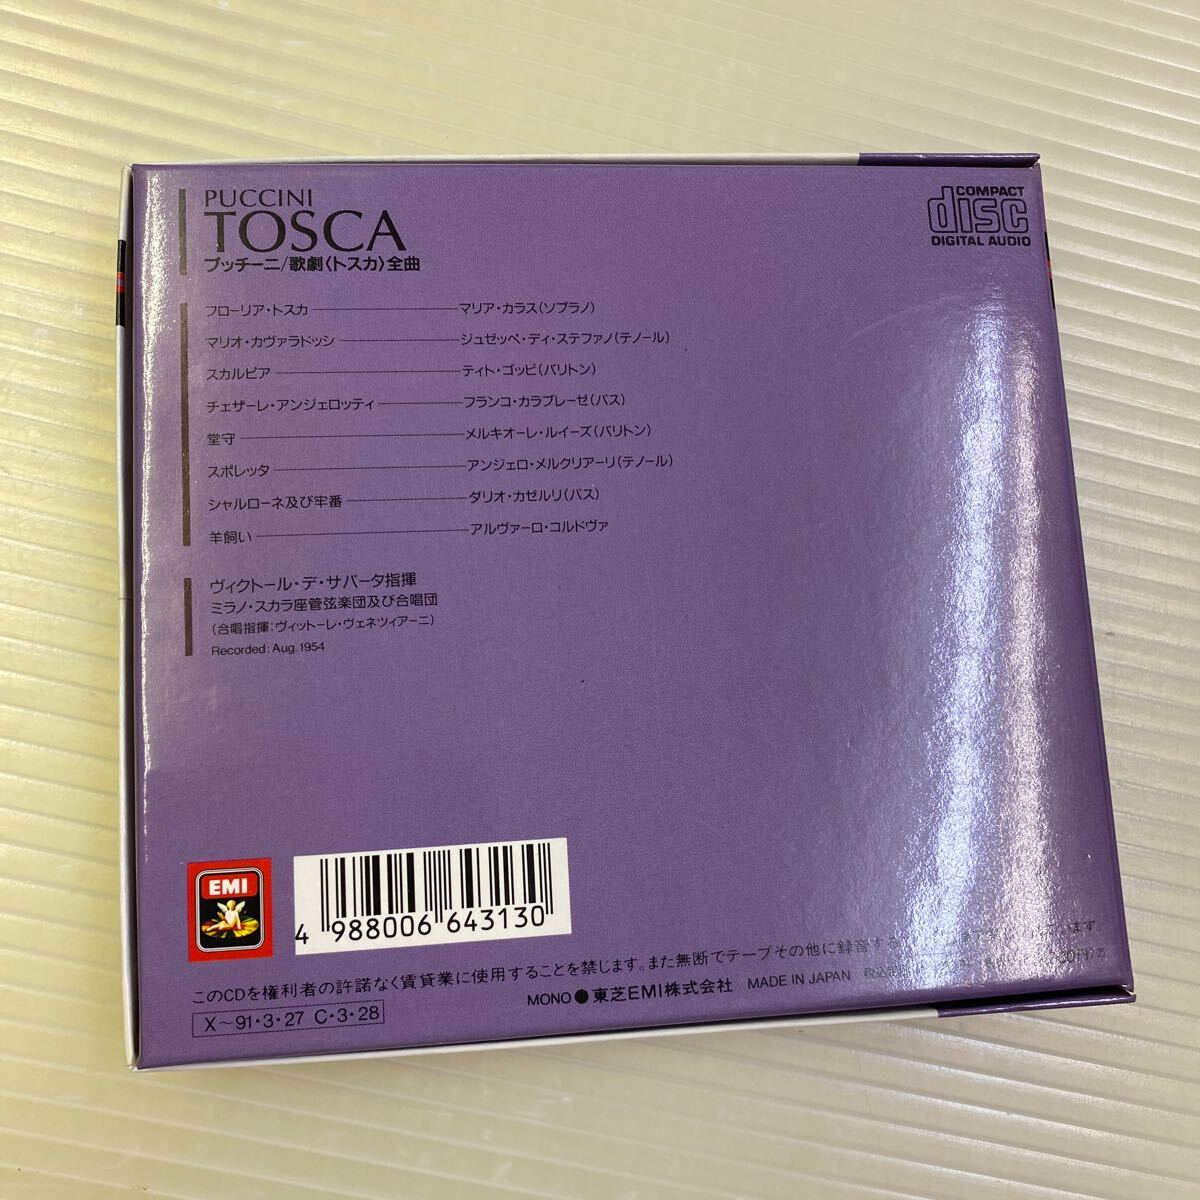 PUCCINI
TOSCA
プッチーニ/歌劇〈トスカ〉全曲
COMPACT
disc
DIGITAL AUDIO
フローリア・トスカ マリア・カラス(ソプラノ)
マリオ・カヴァラドッシ ジュゼッペ・ディ・ステファノ(テノール)
スカルピア ティト・ゴッビ(バリトン)
チェザーレ・アンジェロッティ フランコ・カラブレーゼ(バス)
堂守 メルキオーレ・ルイーズ(バリトン)
スポレッタ アンジェロ・メルクリアーリ(テノール)
シャルローネ及び牢番 ダリオ・カゼルリ(バス)
羊飼い アルヴァーロ・コルドヴァ
ヴィクトール・デ・サバータ指揮
ミラノ・スカラ座管弦楽団及び合唱団
(合唱指揮:ヴィットーレ・ヴェネツィアーニ)
Recorded: Aug. 1954
EMI
4 988006 643130
このCDを権利者の許諾なく賃貸業に使用することを禁じます。また無断でテープその他に録音する
MONO ● 東芝EMI株式会社 MADE IN JAPAN
X〜91・3・27 C・3・28